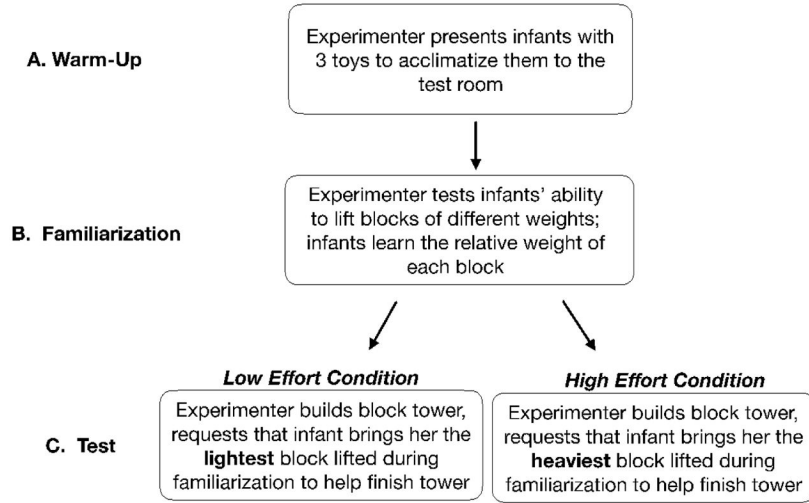 A. Warm-Up
Experimenter presents infants with
3 toys to acclimatize them to the
test room
B. Familiarization
Experimenter tests infants' ability
to lift blocks of different weights;
infants learn the relative weight of
each block
C. Test
Low Effort Condition
Experimenter builds block tower,
requests that infant brings her the
lightest block lifted during
familiarization to help finish tower
High Effort Condition
Experimenter builds block tower,
requests that infant brings her the
heaviest block lifted during
familiarization to help finish tower